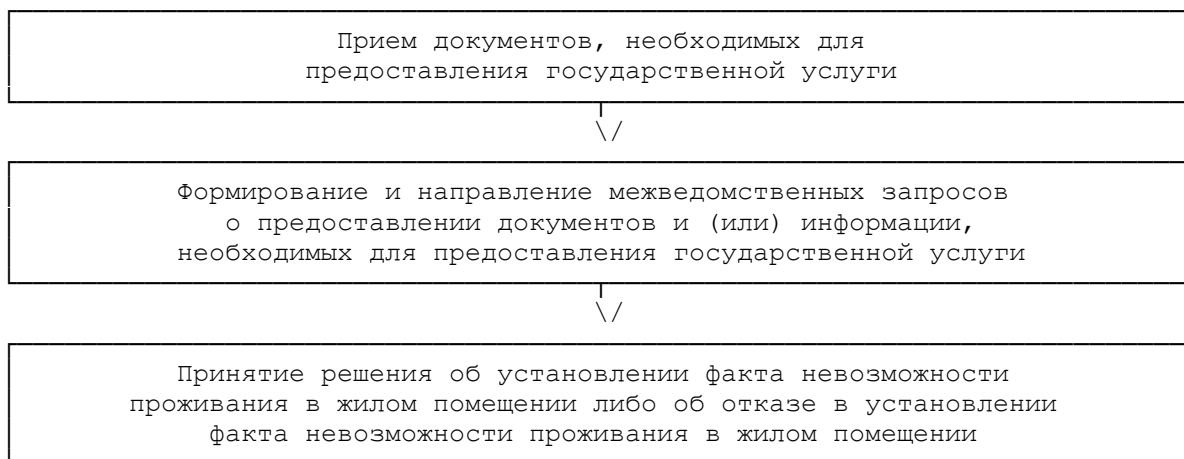 Прием документов, необходимых для
предоставления государственной услуги
\/
Формирование и направление межведомственных запросов
о предоставлении документов и (или) информации,
необходимых для предоставления государственной услуги
\/
Принятие решения об установлении факта невозможности
проживания в жилом помещении либо об отказе в установлении
факта невозможности проживания в жилом помещении